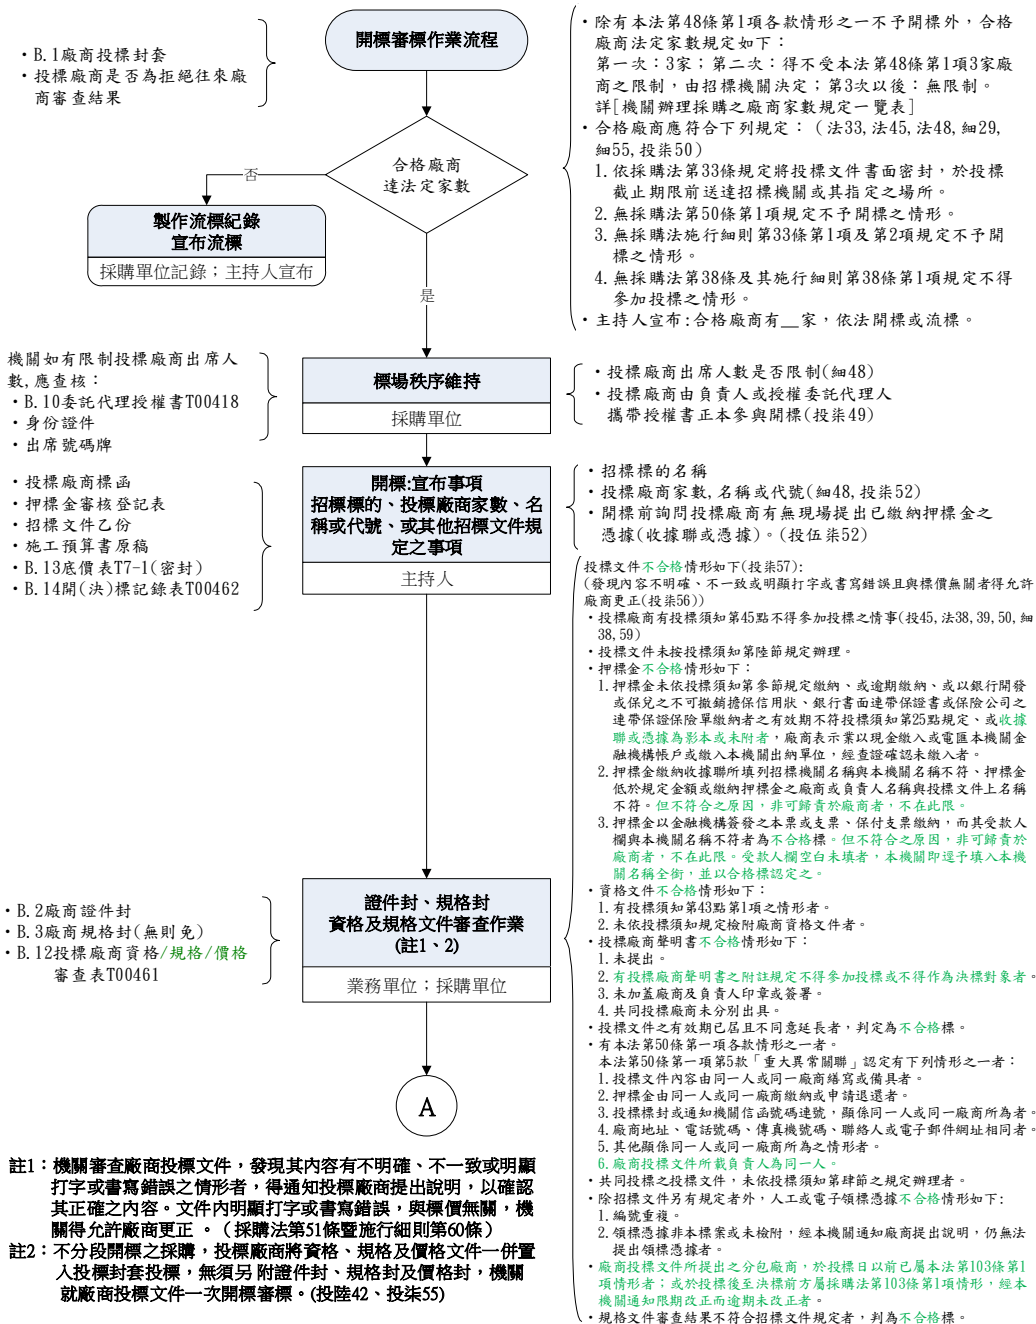 開標審標作業流程
・B.1廠商投標封套
・投標廠商是否為拒絕往來廠
商審查結果
・除有本法第48條第1項各款情形之一不予開標外，合格
廠商法定家數規定如下：
第一次：3家；第二次：得不受本法第48條第1項3家廠
商之限制，由招標機關決定；第3次以後：無限制。
詳[機關辦理採購之廠商家數規定一覽表]
・合格廠商應符合下列規定：（法33,法45,法48,細29,
細55,投柒50）
1.依採購法第33條規定將投標文件書面密封，於投標
截止期限前送達招標機關或其指定之場所。
2.無採購法第50條第1項規定不予開標之情形。
3.無採購法施行細則第33條第1項及第2項規定不予開
標之情形。
4.無採購法第38條及其施行細則第38條第1項規定不得
參加投標之情形。
・主持人宣布:合格廠商有__家，依法開標或流標。
合格廠商
達法定家數
否
製作流標紀錄
宣布流標
採購單位記錄；主持人宣布
是
機關如有限制投標廠商出席人
數,應查核：
・B.10委託代理授權書T00418
・身份證件
・出席號碼牌
標場秩序維持
採購單位
・投標廠商出席人數是否限制(細48)
・投標廠商由負責人或授權委託代理人
攜帶授權書正本參與開標(投柒49)
・投標廠商標函
・押標金審核登記表
・招標文件乙份
・施工預算書原稿
・B.13底價表T7-1(密封)
・B.14開(決)標記錄表T00462
開標:宣布事項
招標標的、投標廠商家數、名
稱或代號、或其他招標文件規
定之事項
主持人
・招標標的名稱
・投標廠商家數,名稱或代號(細48,投柒52)
・開標前詢問投標廠商有無現場提出已繳納押標金之
憑據(收據聯或憑據)。(投伍柒52)
・B.2廠商證件封
・B.3廠商規格封(無則免)
・B.12投標廠商資格/規格/價格
審查表T00461
證件封、規格封
資格及規格文件審查作業
(註1、2)
業務單位；採購單位
投標文件不合格情形如下(投柒57):
(發現內容不明確、不一致或明顯打字或書寫錯誤且與標價無關者得允許
廠商更正(投柒56))
・投標廠商有投標須知第45點不得參加投標之情事(投45,法38,39,50,細
38,59)
・投標文件未按投標須知第陸節規定辦理。
・押標金不合格情形如下：
1.押標金未依投標須知第參節規定繳納、或逾期繳納、或以銀行開發
或保兌之不可撤銷擔保信用狀、銀行書面連帶保證書或保險公司之
連帶保證保險單繳納者之有效期不符投標須知第25點規定、或收據
聯或憑據為影本或未附者，廠商表示業以現金繳入或電匯本機關金
融機構帳戶或繳入本機關出納單位，經查證確認未繳入者。
2.押標金繳納收據聯所填列招標機關名稱與本機關名稱不符、押標金
低於規定金額或繳納押標金之廠商或負責人名稱與投標文件上名稱
不符。但不符合之原因，非可歸責於廠商者，不在此限。
3.押標金以金融機構簽發之本票或支票、保付支票繳納，而其受款人
欄與本機關名稱不符者為不合格標。但不符合之原因，非可歸責於
廠商者，不在此限。受款人欄空白未填者，本機關即逕予填入本機
關名稱全銜，並以合格標認定之。
・資格文件不合格情形如下：
1.有投標須知第43點第1項之情形者。
2.未依投標須知規定檢附廠商資格文件者。
・投標廠商聲明書不合格情形如下：
1.未提出。
2.有投標廠商聲明書之附註規定不得參加投標或不得作為決標對象者。
3.未加蓋廠商及負責人印章或簽署。
4.共同投標廠商未分別出具。
・投標文件之有效期已屆且不同意延長者，判定為不合格標。
・有本法第50條第一項各款情形之一者。
本法第50條第一項第5款「重大異常關聯」認定有下列情形之一者：
1.投標文件內容由同一人或同一廠商繕寫或備具者。
2.押標金由同一人或同一廠商繳納或申請退還者。
3.投標標封或通知機關信函號碼連號，顯係同一人或同一廠商所為者。
4.廠商地址、電話號碼、傳真機號碼、聯絡人或電子郵件網址相同者。
5.其他顯係同一人或同一廠商所為之情形者。
6.廠商投標文件所載負責人為同一人。
・共同投標之投標文件，未依投標須知第肆節之規定辦理者。
・除招標文件另有規定者外，人工或電子領標憑據不合格情形如下:
1.編號重複。
2.領標憑據非本標案或未檢附，經本機關通知廠商提出說明，仍無法
提出領標憑據者。
・廠商投標文件所提出之分包廠商，於投標日以前已屬本法第103條第1
項情形者；或於投標後至決標前方屬採購法第103條第1項情形，經本
機關通知限期改正而逾期未改正者。
・規格文件審查結果不符合招標文件規定者，判為不合格標。
A
註1：機關審查廠商投標文件，發現其內容有不明確、不一致或明顯
打字或書寫錯誤之情形者，得通知投標廠商提出說明，以確認
其正確之內容。文件內明顯打字或書寫錯誤，與標價無關，機
關得允許廠商更正 。（採購法第51條暨施行細則第60條）
註2：不分段開標之採購，投標廠商將資格、規格及價格文件一併置
入投標封套投標，無須另 附證件封、規格封及價格封，機關
就廠商投標文件一次開標審標。(投陸42、投柒55)